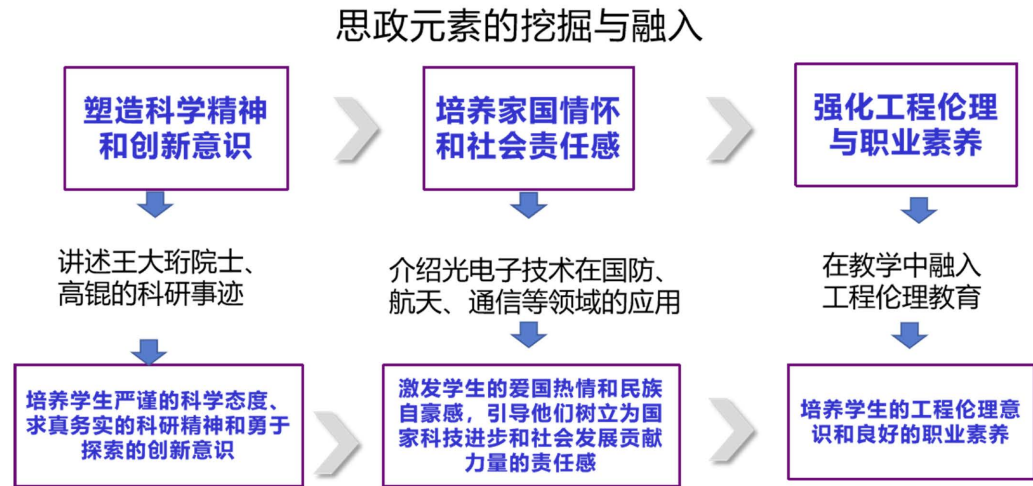 思政元素的挖掘与融入
塑造科学精神
和创新意识
培养家国情怀
和社会责任感
强化工程伦理
与职业素养
讲述王大珩院士、
高锟的科研事迹
介绍光电子技术在国防、
航天、通信等领域的应用
在教学中融入
工程伦理教育
培养学生严谨的科学态度、
求真务实的科研精神和勇于
探索的创新意识
激发学生的爱国热情和民族
自豪感，引导他们树立为国
家科技进步和社会发展贡献
力量的责任感
培养学生的工程伦理意
识和良好的职业素养